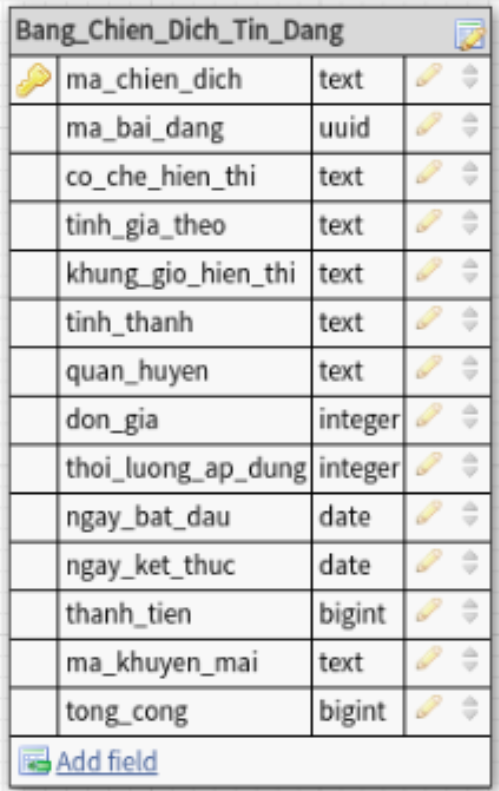 Bang_Chien_Dich_Tin_Dang
ma_chien_dich text
ma_bai_dang uuid
co_che_hien_thi text
tinh_gia_theo text
khung_gio_hien_thi text
tinh_thanh text
quan_huyen text
don_gia integer
thoi_luong_ap_dung integer
ngay_bat_dau date
ngay_ket_thuc date
thanh_tien bigint
ma_khuyen_mai text
tong_cong bigint
Add field